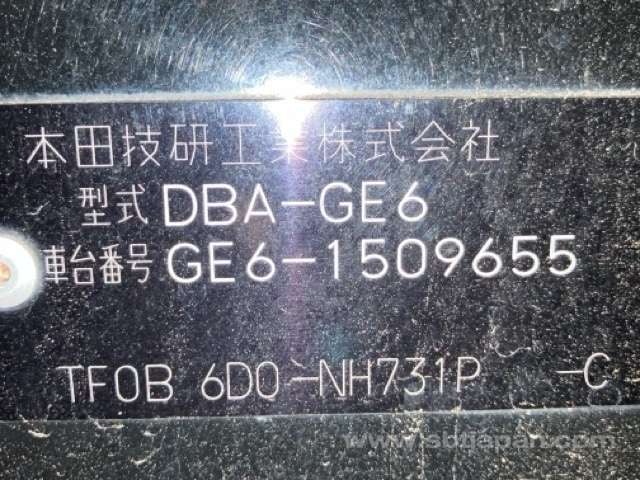 本田技研工業株式会社
型式 DBA-GE6
車台番号 GE6-1509655
TF0B 6D0-NH731P -C
www.sbtjapan.com